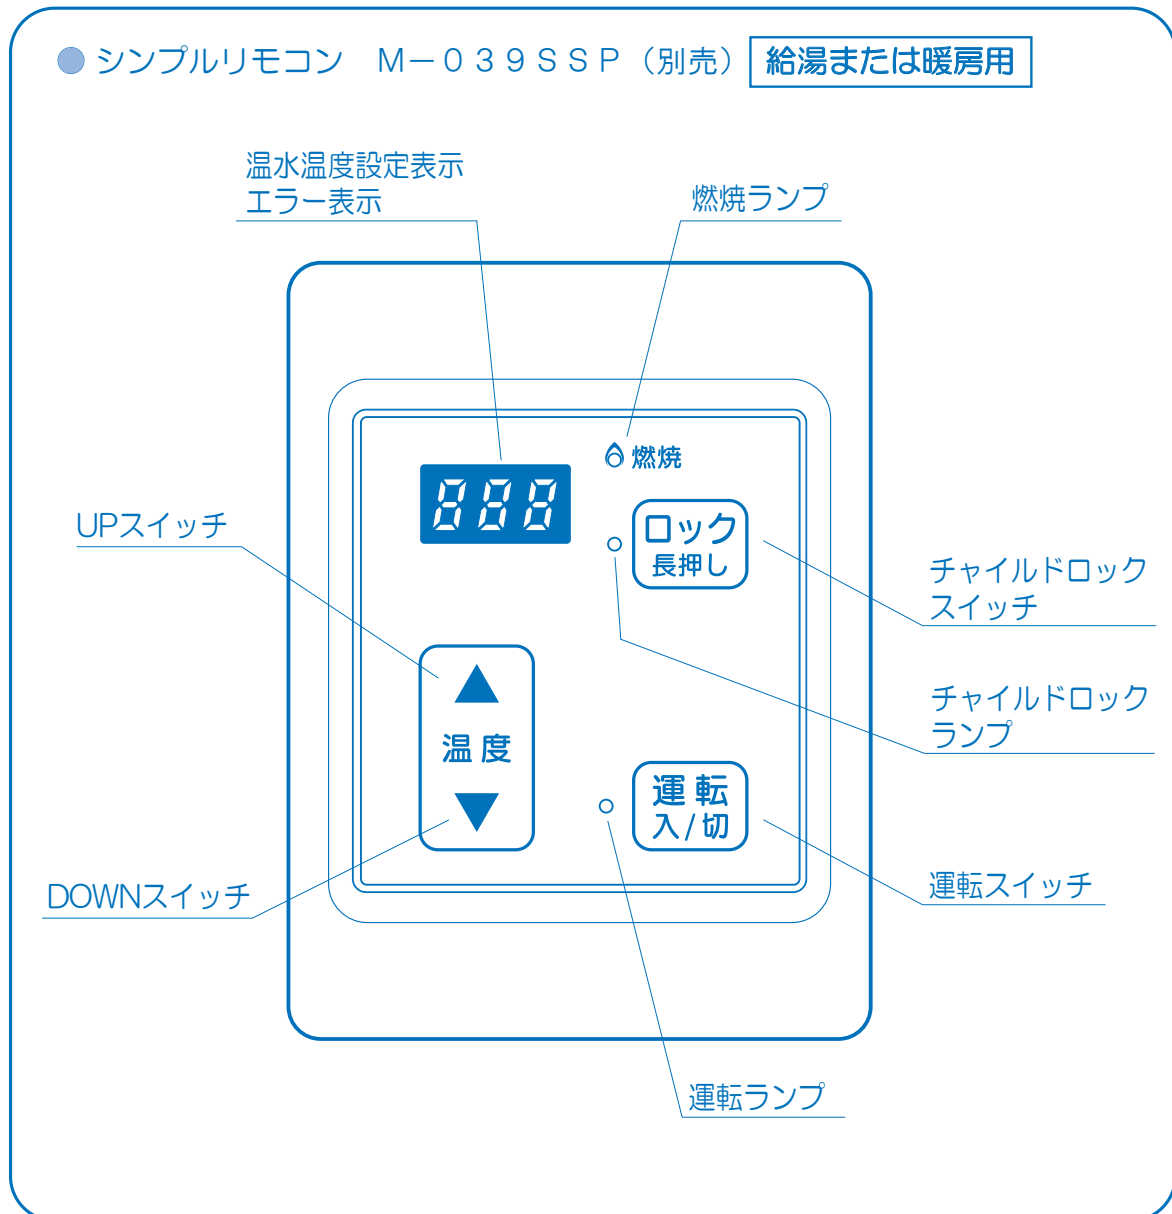 シンプルリモコン　M－０３９ＳＳＰ（別売） 給湯または暖房用
温水温度設定表示
エラー表示
燃焼ランプ
燃焼
888
UPスイッチ
ロック
長押し
チャイルドロック
スイッチ
チャイルドロック
ランプ
温度
運転
入/切
DOWNスイッチ
運転スイッチ
運転ランプ